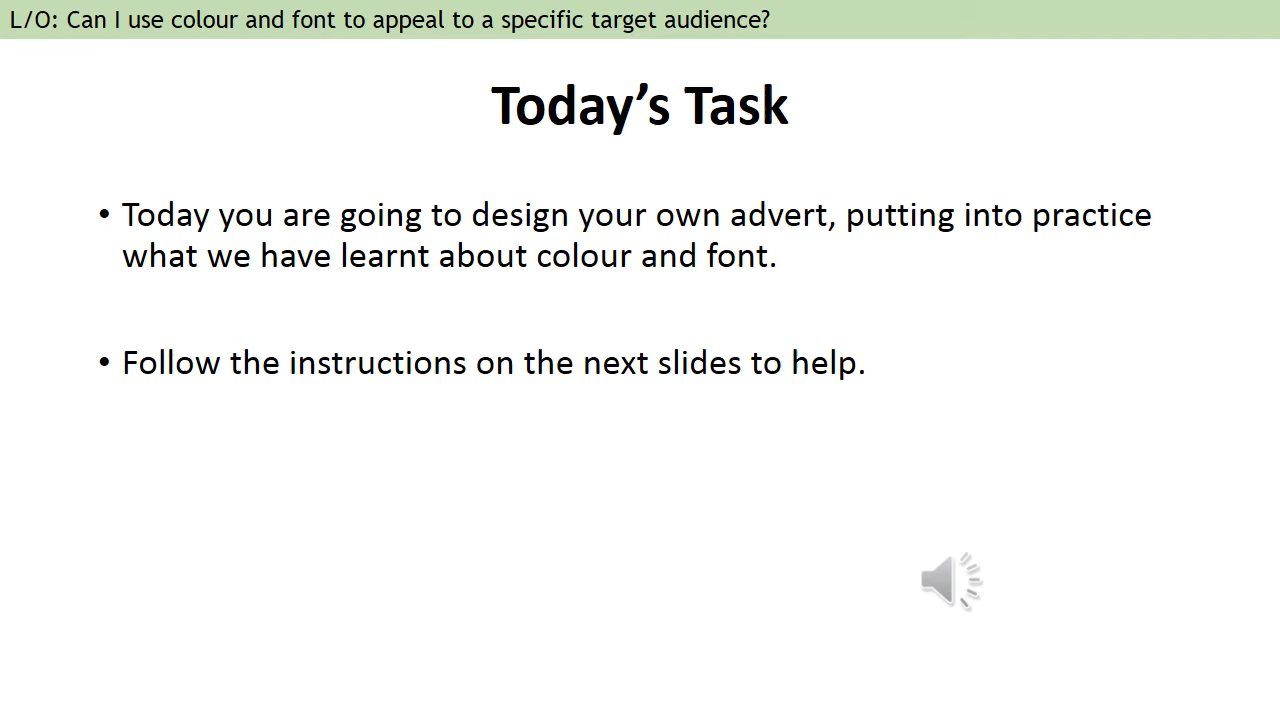 L/O: Can I use colour and font to appeal to a specific target audience?
Today’s Task
• Today you are going to design your own advert, putting into practice
what we have learnt about colour and font.
• Follow the instructions on the next slides to help.